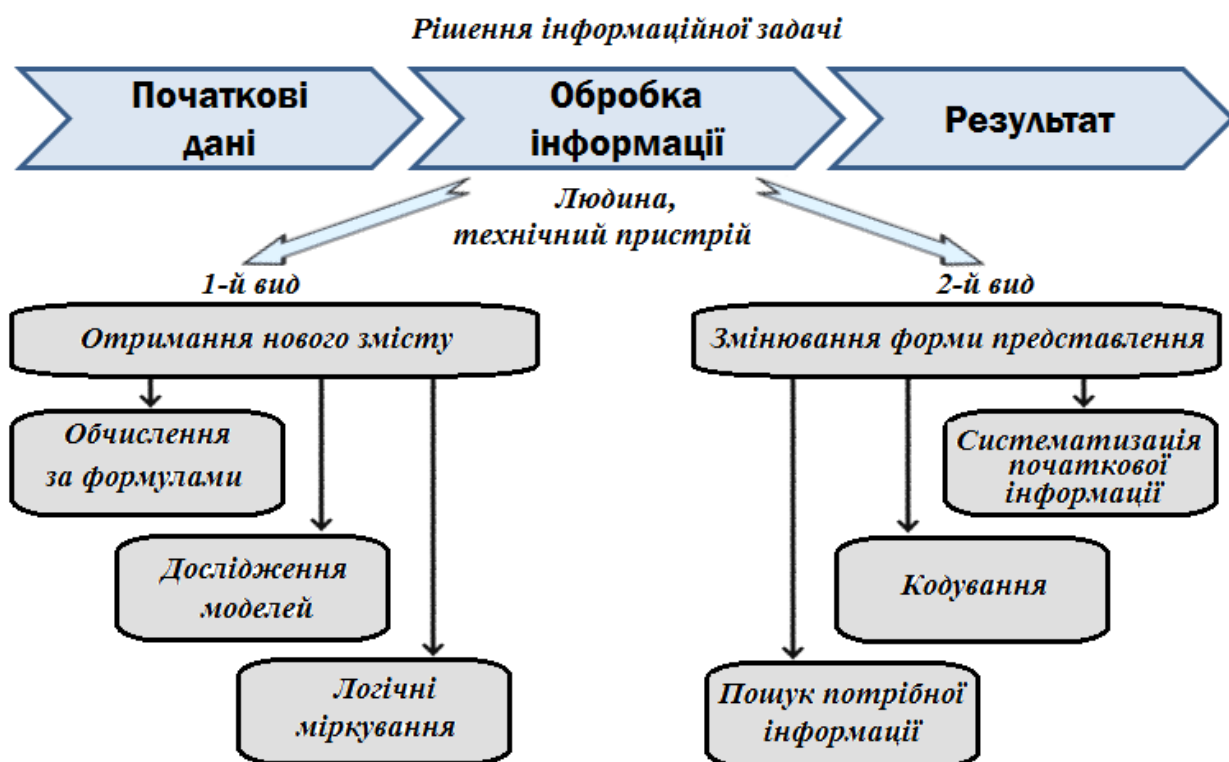 Рішення інформаційної задачі
Початкові
дані
Обробка
інформації
Результат
Людина,
технічний пристрій
1-й вид
2-й вид
Отримання нового змісту
Змінювання форми представлення
Обчислення
за формулами
Систематизація
початкової
інформації
Дослідження
моделей
Кодування
Логічні
міркування
Пошук потрібної
інформації